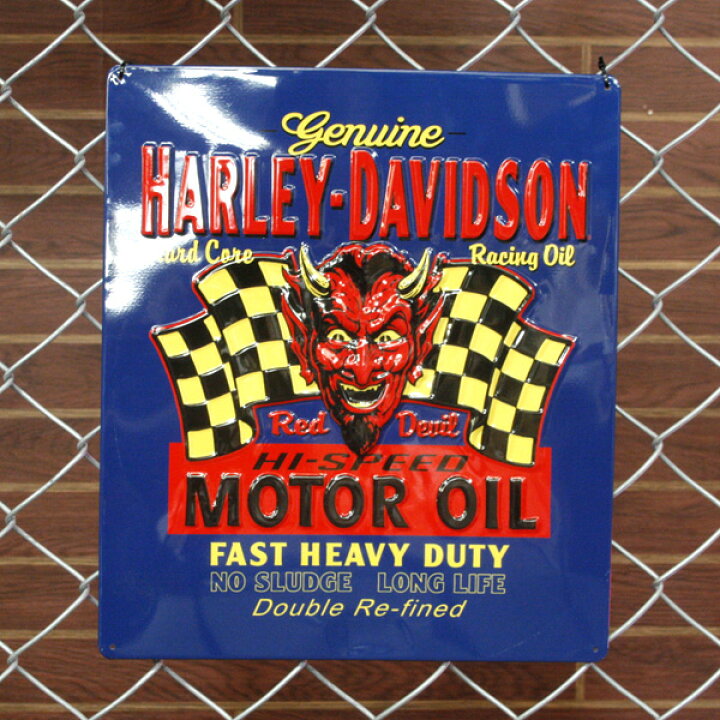 Genuine
HARLEY-DAVIDSON
Hard Core Racing Oil
Red Devil
HI-SPEED
MOTOR OIL
FAST HEAVY DUTY
NO SLUDGE LONG LIFE
Double Re-fined